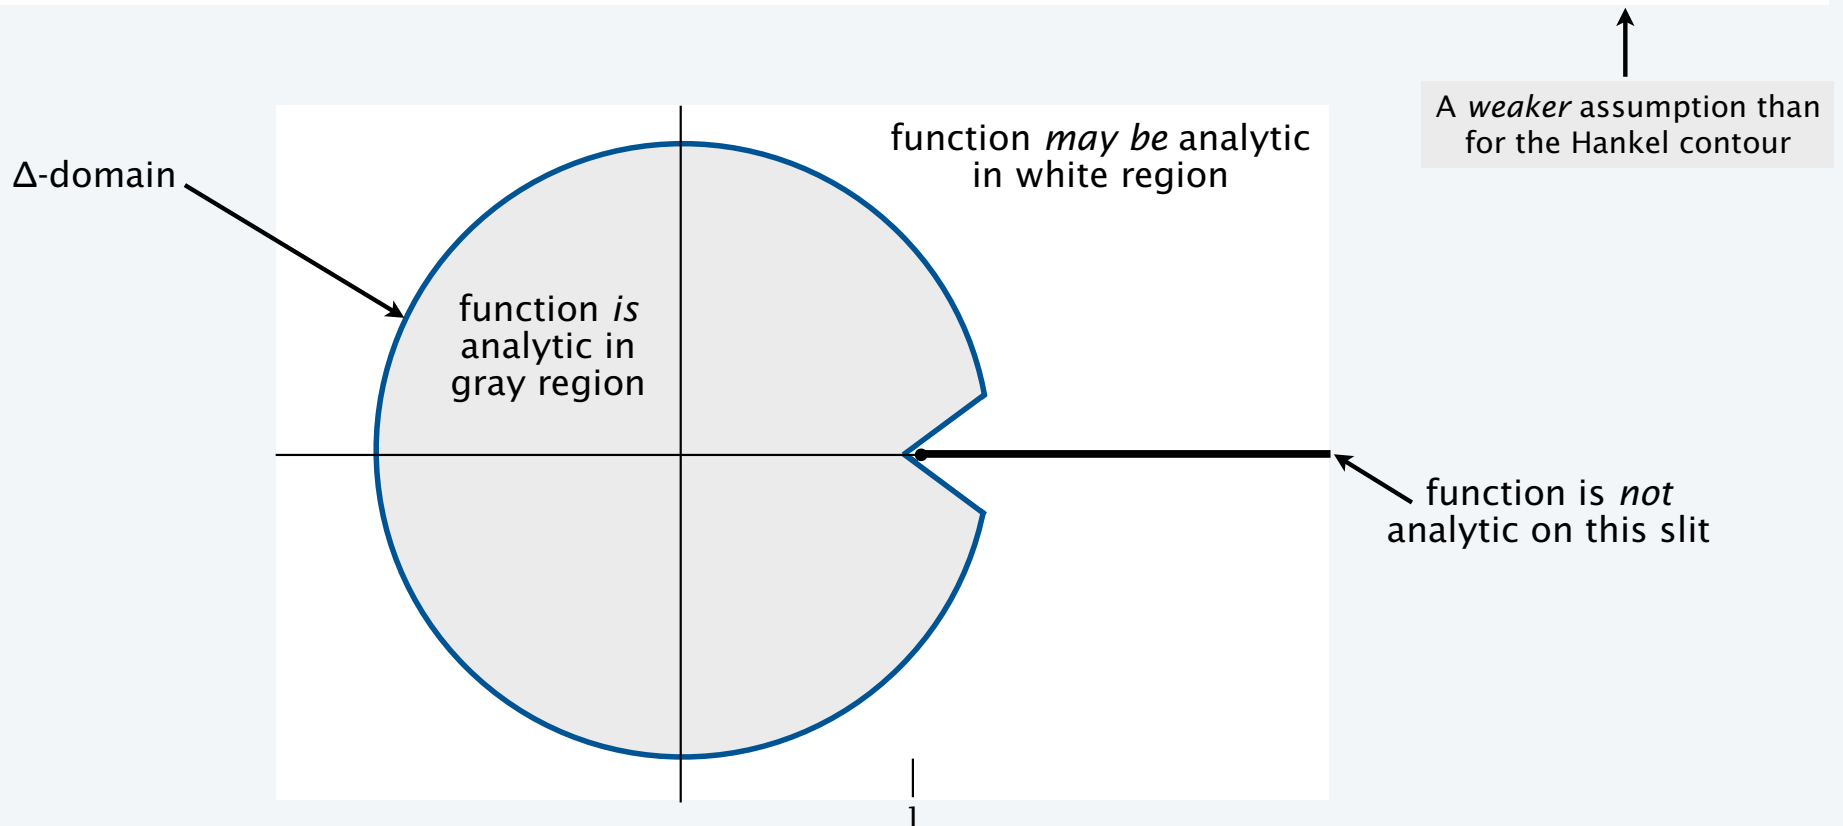 A weaker assumption than
for the Hankel contour
function may be analytic
in white region
Δ-domain
function is
analytic in
gray region
function is not
analytic on this slit
1